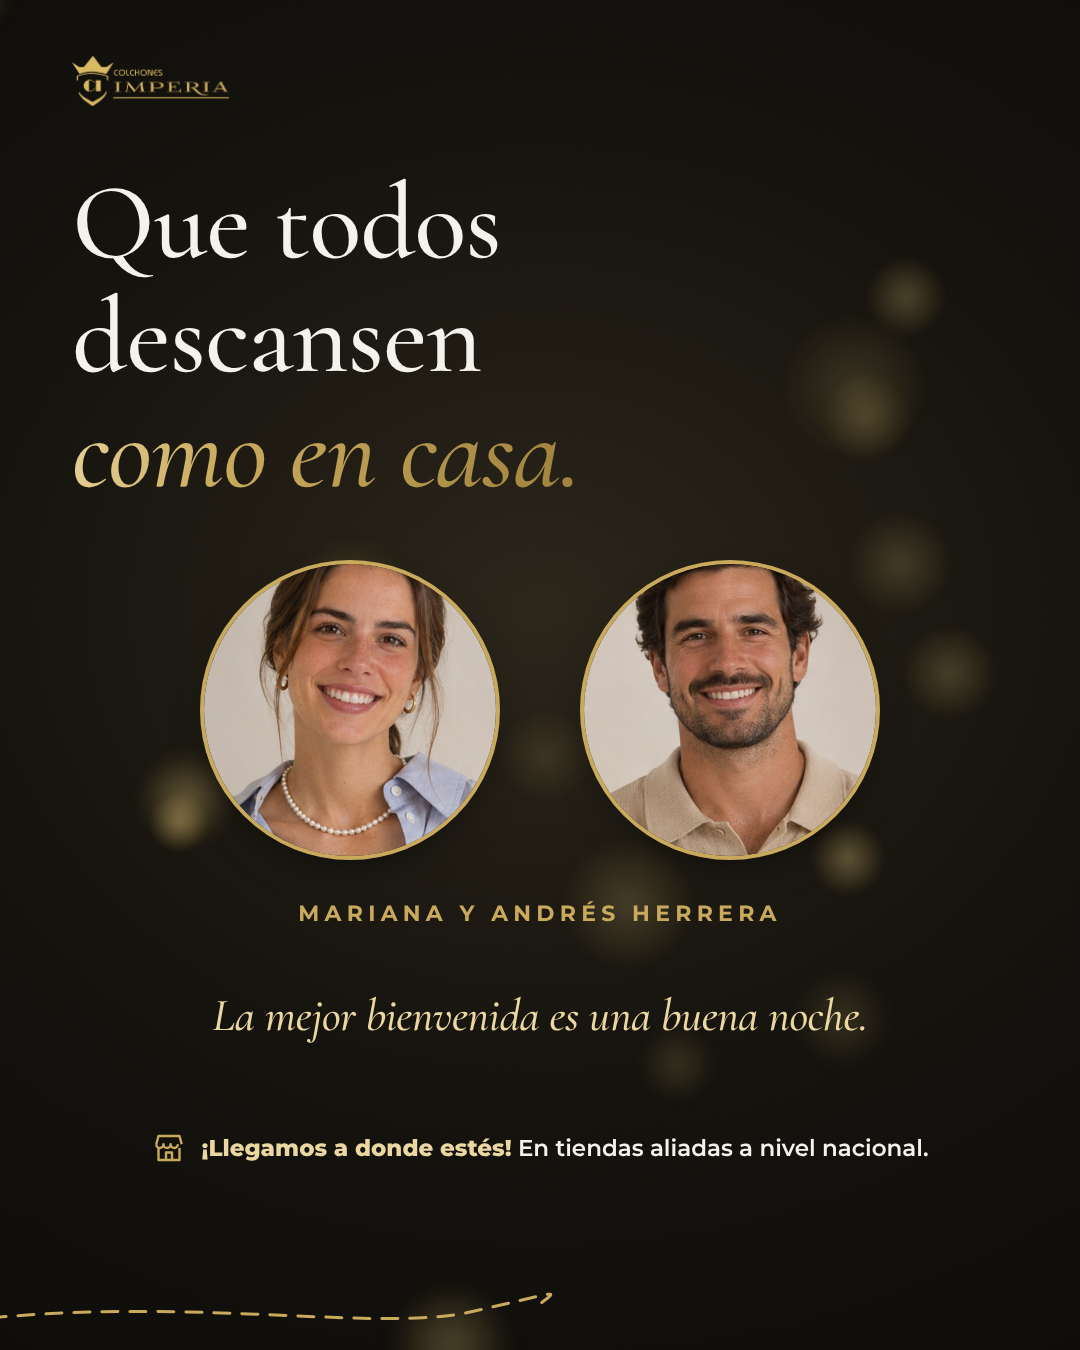 COLCHONES
a IMPERIA
Que todos
descansen
como en casa.
MARIANA Y ANDRÉS HERRERA
La mejor bienvenida es una buena noche.
¡Llegamos a donde estés! En tiendas aliadas a nivel nacional.